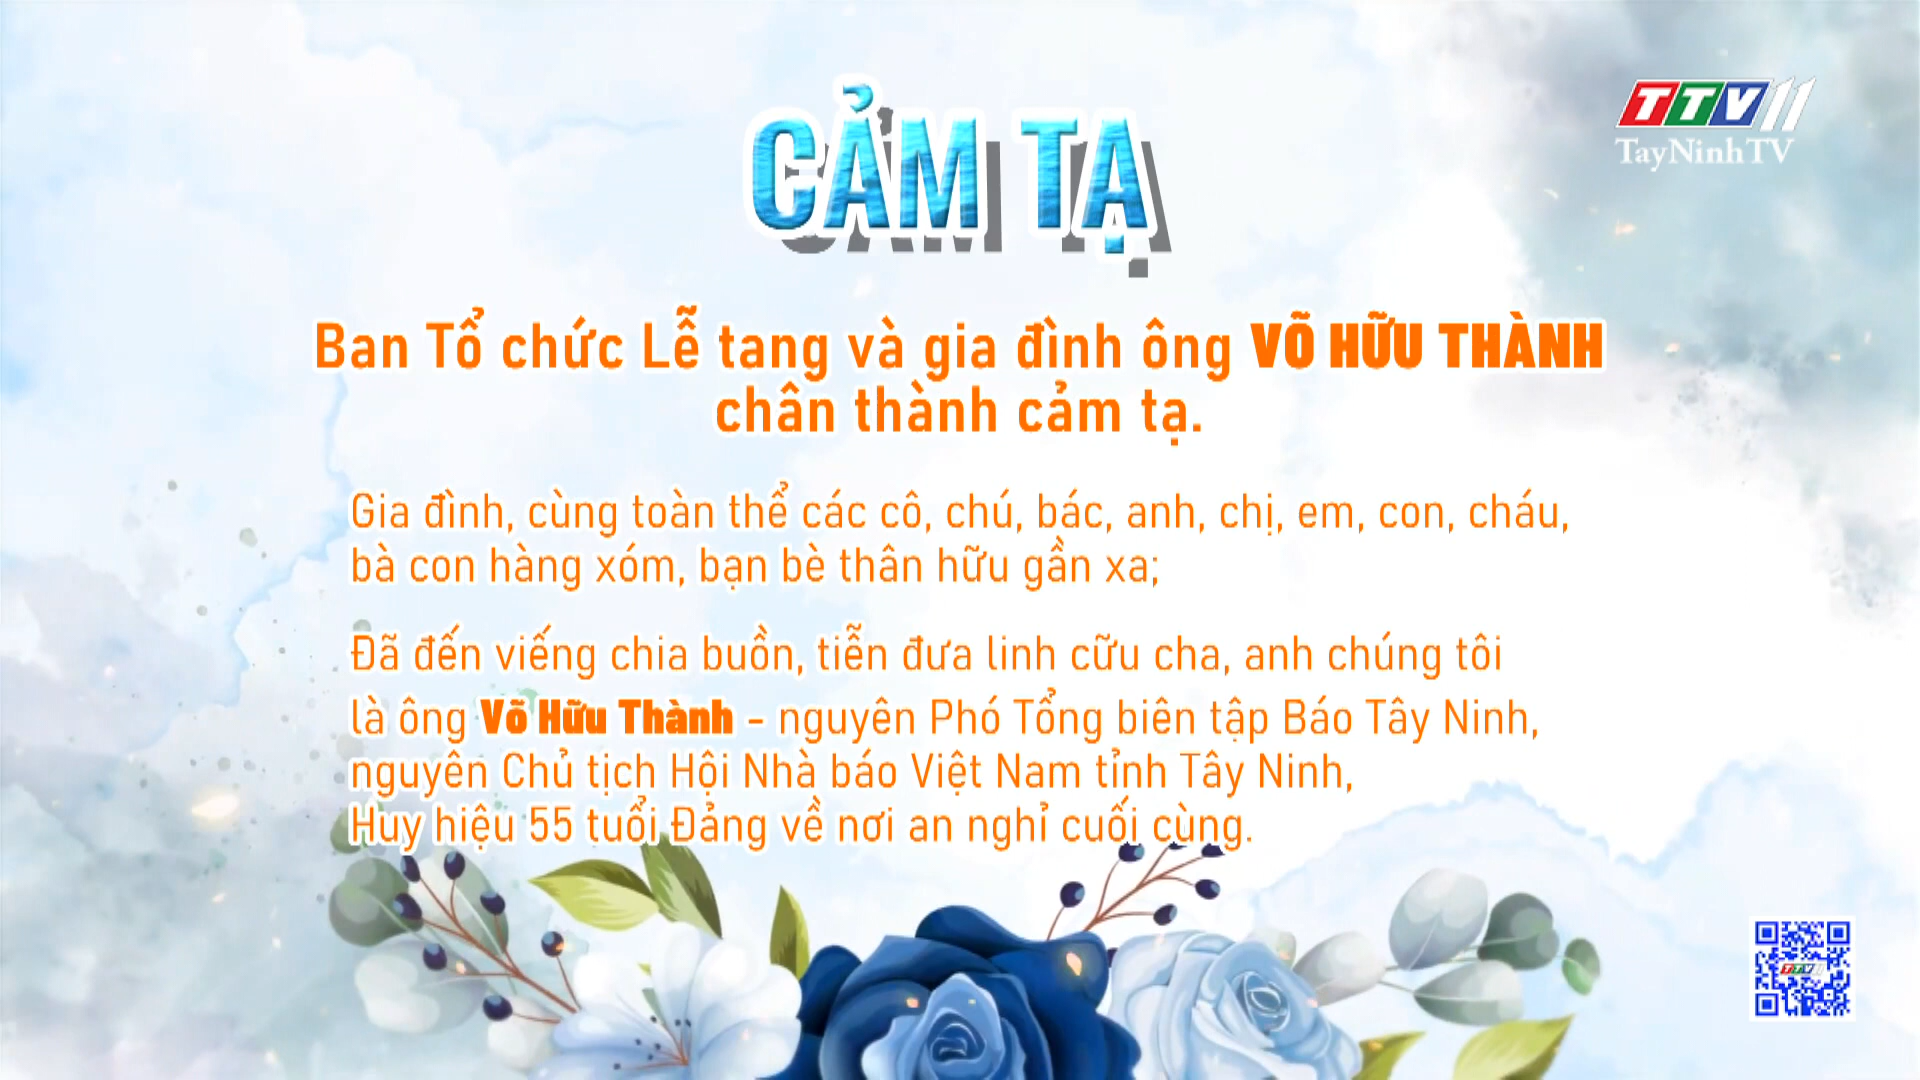 CẢM TẠ
TTV11
TayNinhTV
Ban Tổ chức Lễ tang và gia đình ông VÕ HỮU THÀNH
chân thành cảm tạ.
Gia đình, cùng toàn thể các cô, chú, bác, anh, chị, em, con, cháu,
bà con hàng xóm, bạn bè thân hữu gần xa;
Đã đến viếng chia buồn, tiễn đưa linh cữu cha, anh chúng tôi
là ông Võ Hữu Thành - nguyên Phó Tổng biên tập Báo Tây Ninh,
nguyên Chủ tịch Hội Nhà báo Việt Nam tỉnh Tây Ninh,
Huy hiệu 55 tuổi Đảng về nơi an nghỉ cuối cùng.
TTV11